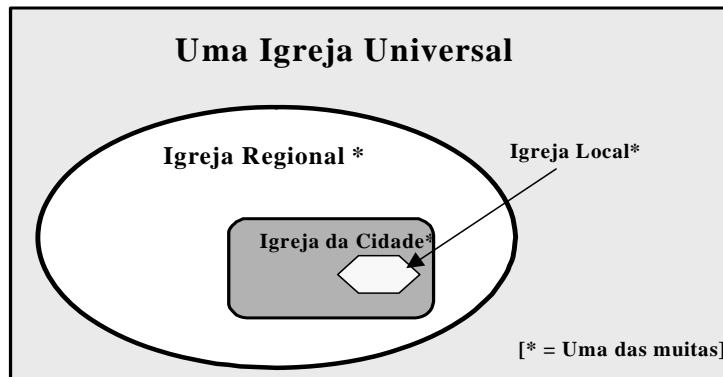 Uma Igreja Universal
Igreja Regional *
Igreja Local*
Igreja da Cidade*
[* = Uma das muitas]